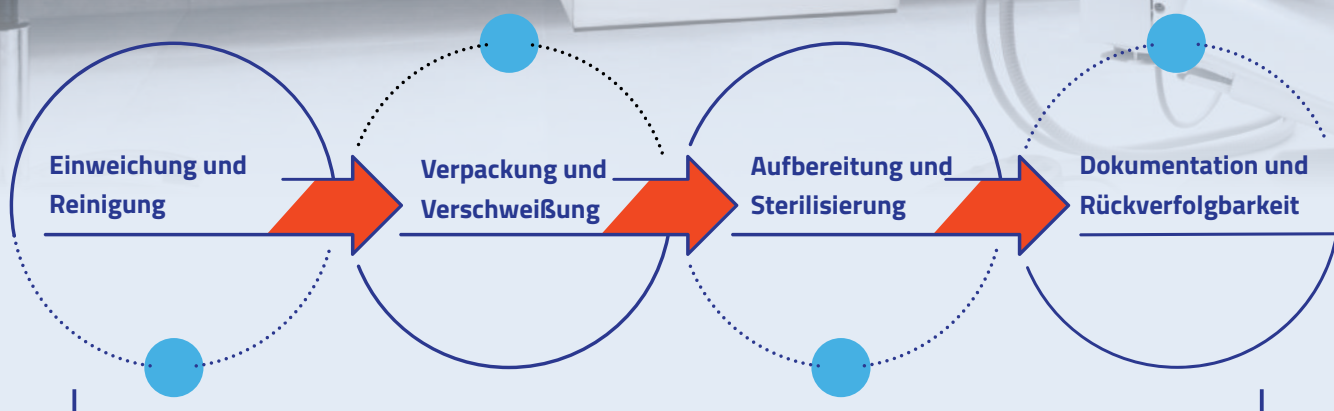 Einweichung und
Reinigung
Verpackung und
Verschweißung
Aufbereitung und
Sterilisierung
Dokumentation und
Rückverfolgbarkeit